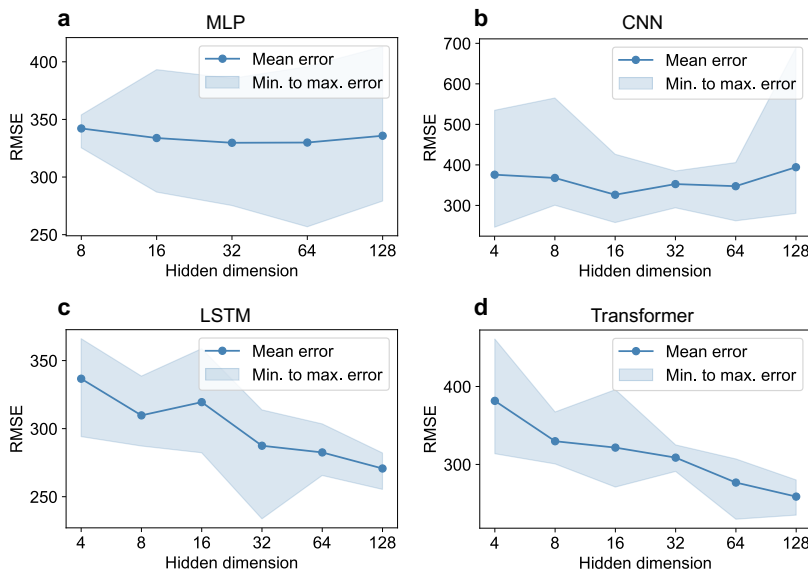 a
MLP
RMSE
400
350
300
250
Mean error
Min. to max. error
8 16 32 64 128
Hidden dimension
b
CNN
RMSE
700
600
500
400
300
Mean error
Min. to max. error
4 8 16 32 64 128
Hidden dimension
c
LSTM
RMSE
350
300
250
Mean error
Min. to max. error
4 8 16 32 64 128
Hidden dimension
d
Transformer
RMSE
400
300
Mean error
Min. to max. error
4 8 16 32 64 128
Hidden dimension